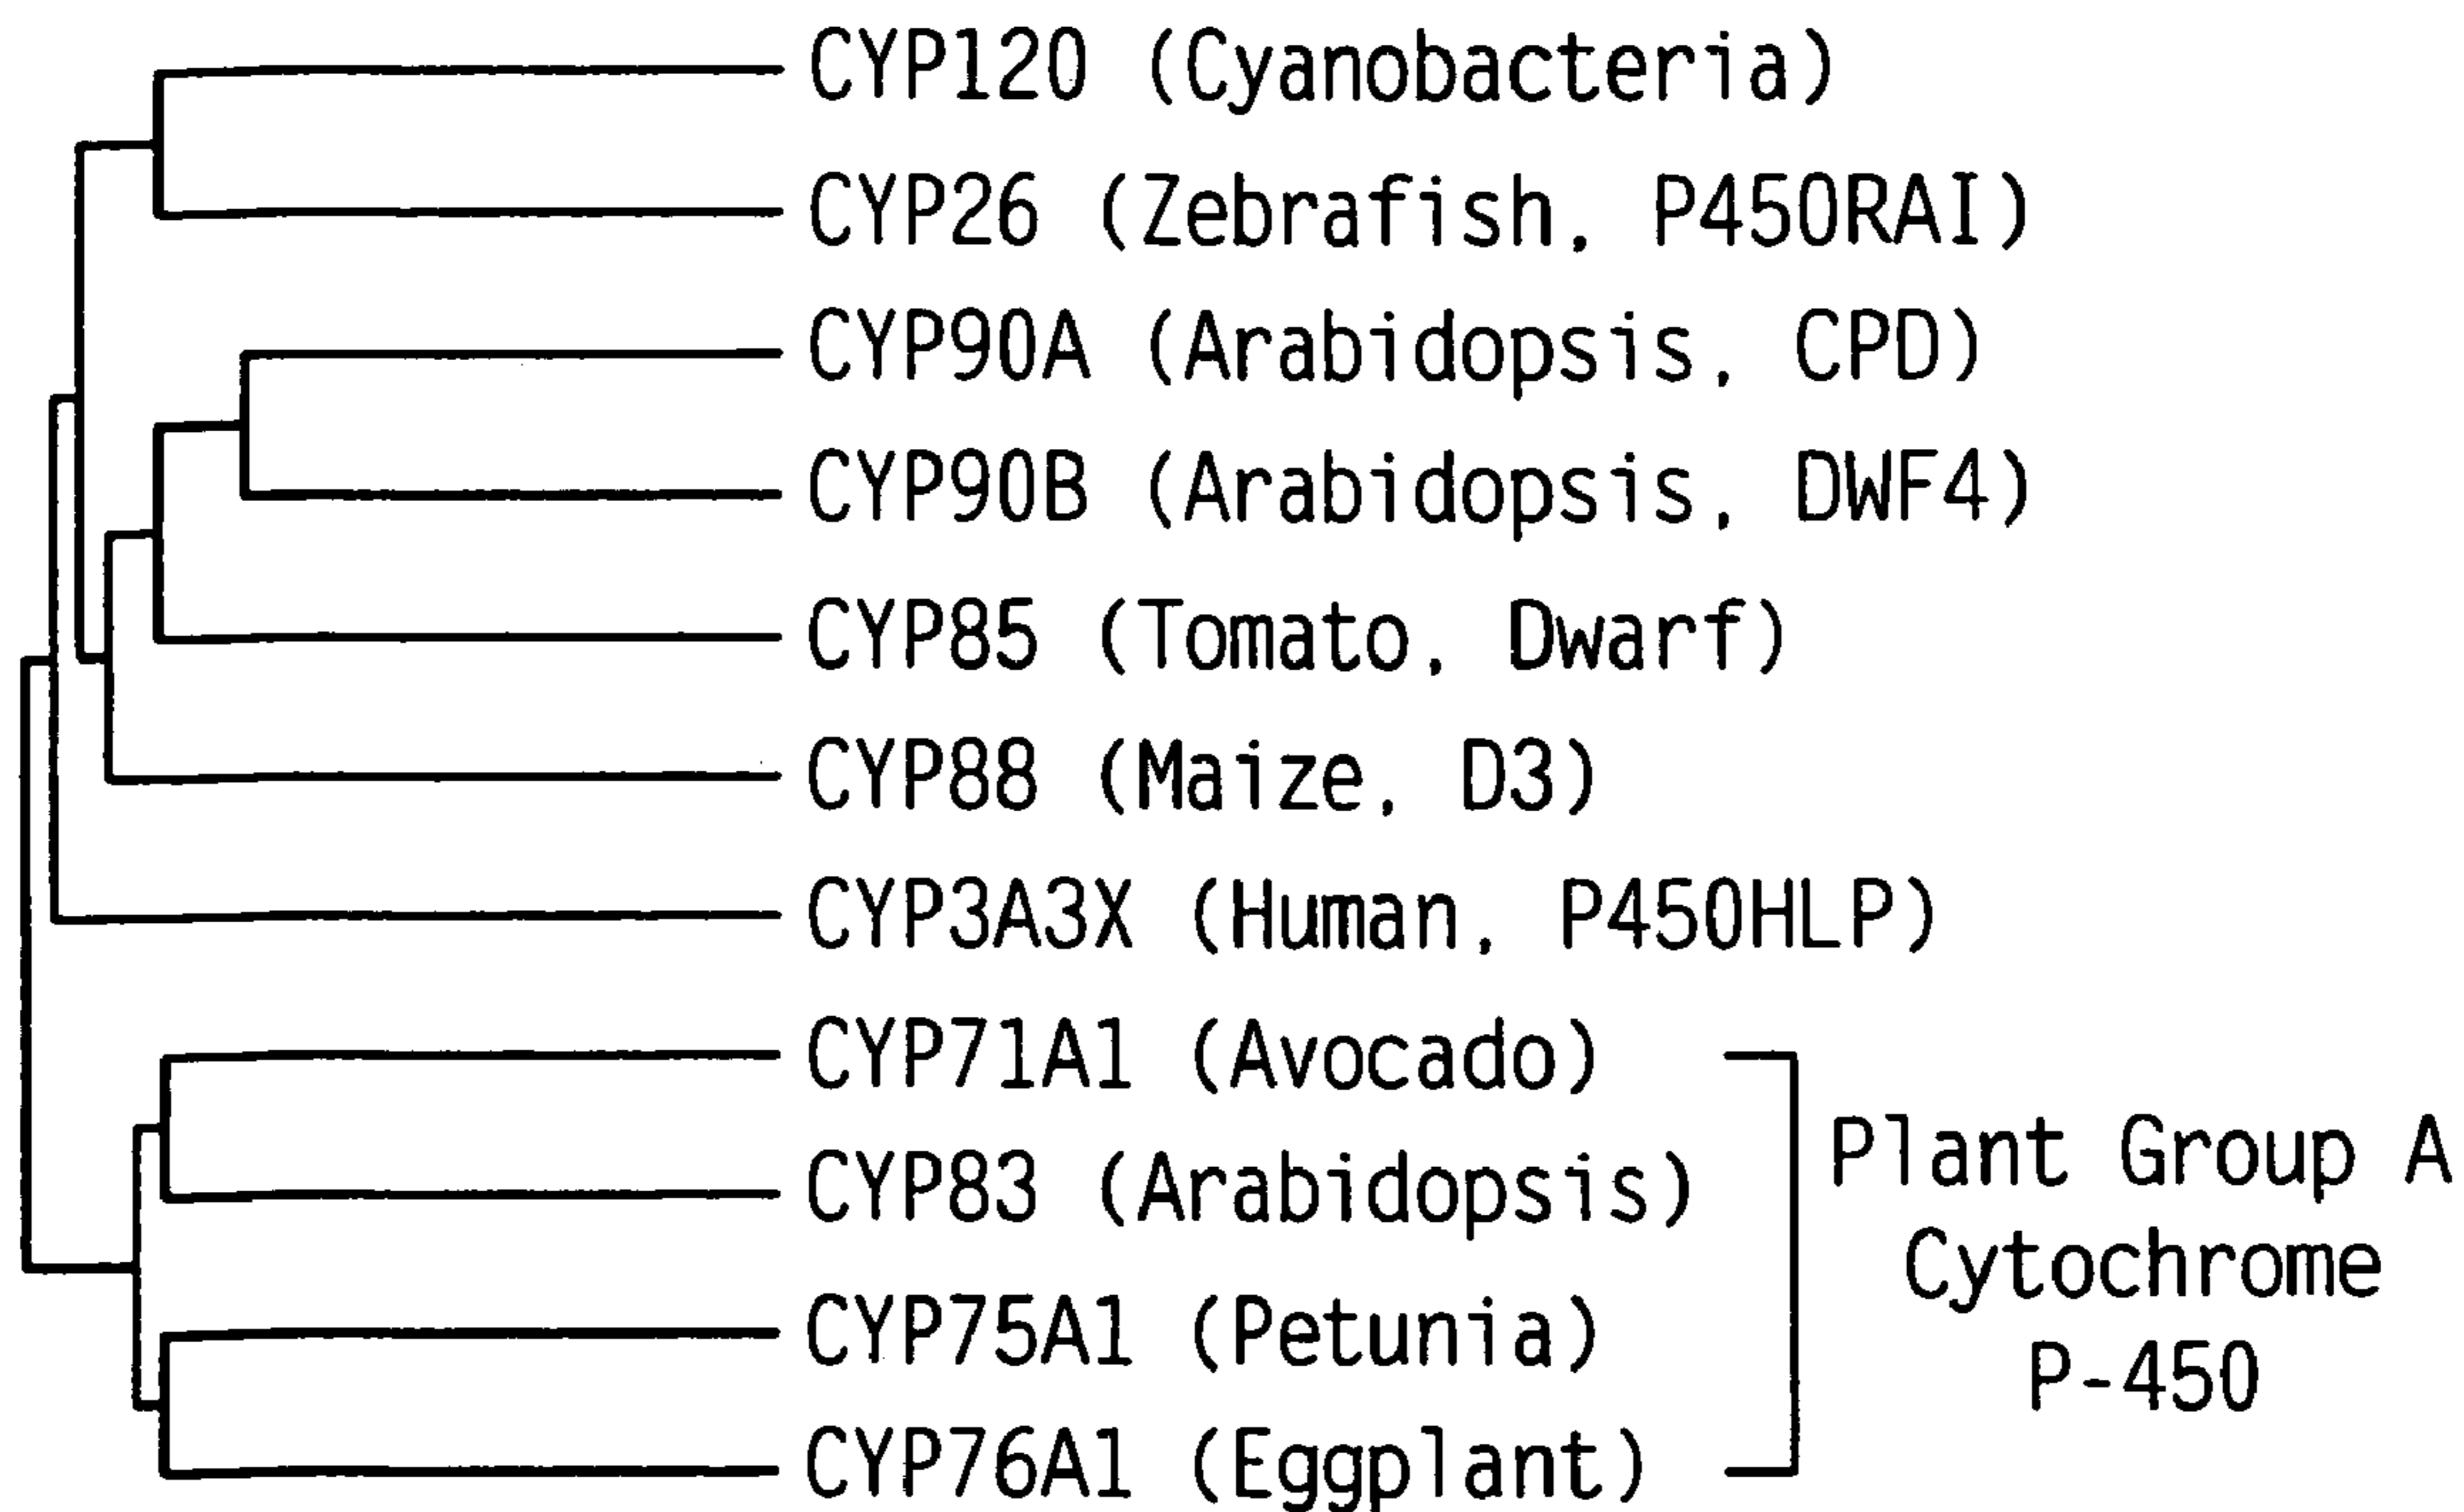 CYP120 (Cyanobacteria)
CYP26 (Zebrafish, P450RAI)
CYP90A (Arabidopsis, CPD)
CYP90B (Arabidopsis, DWF4)
CYP85 (Tomato, Dwarf)
CYP88 (Maize, D3)
CYP3A3X (Human, P450HLP)
CYP71A1 (Avocado)
CYP83 (Arabidopsis)
CYP75A1 (Petunia)
CYP76A1 (Eggplant)
Plant Group A
Cytochrome
P-450